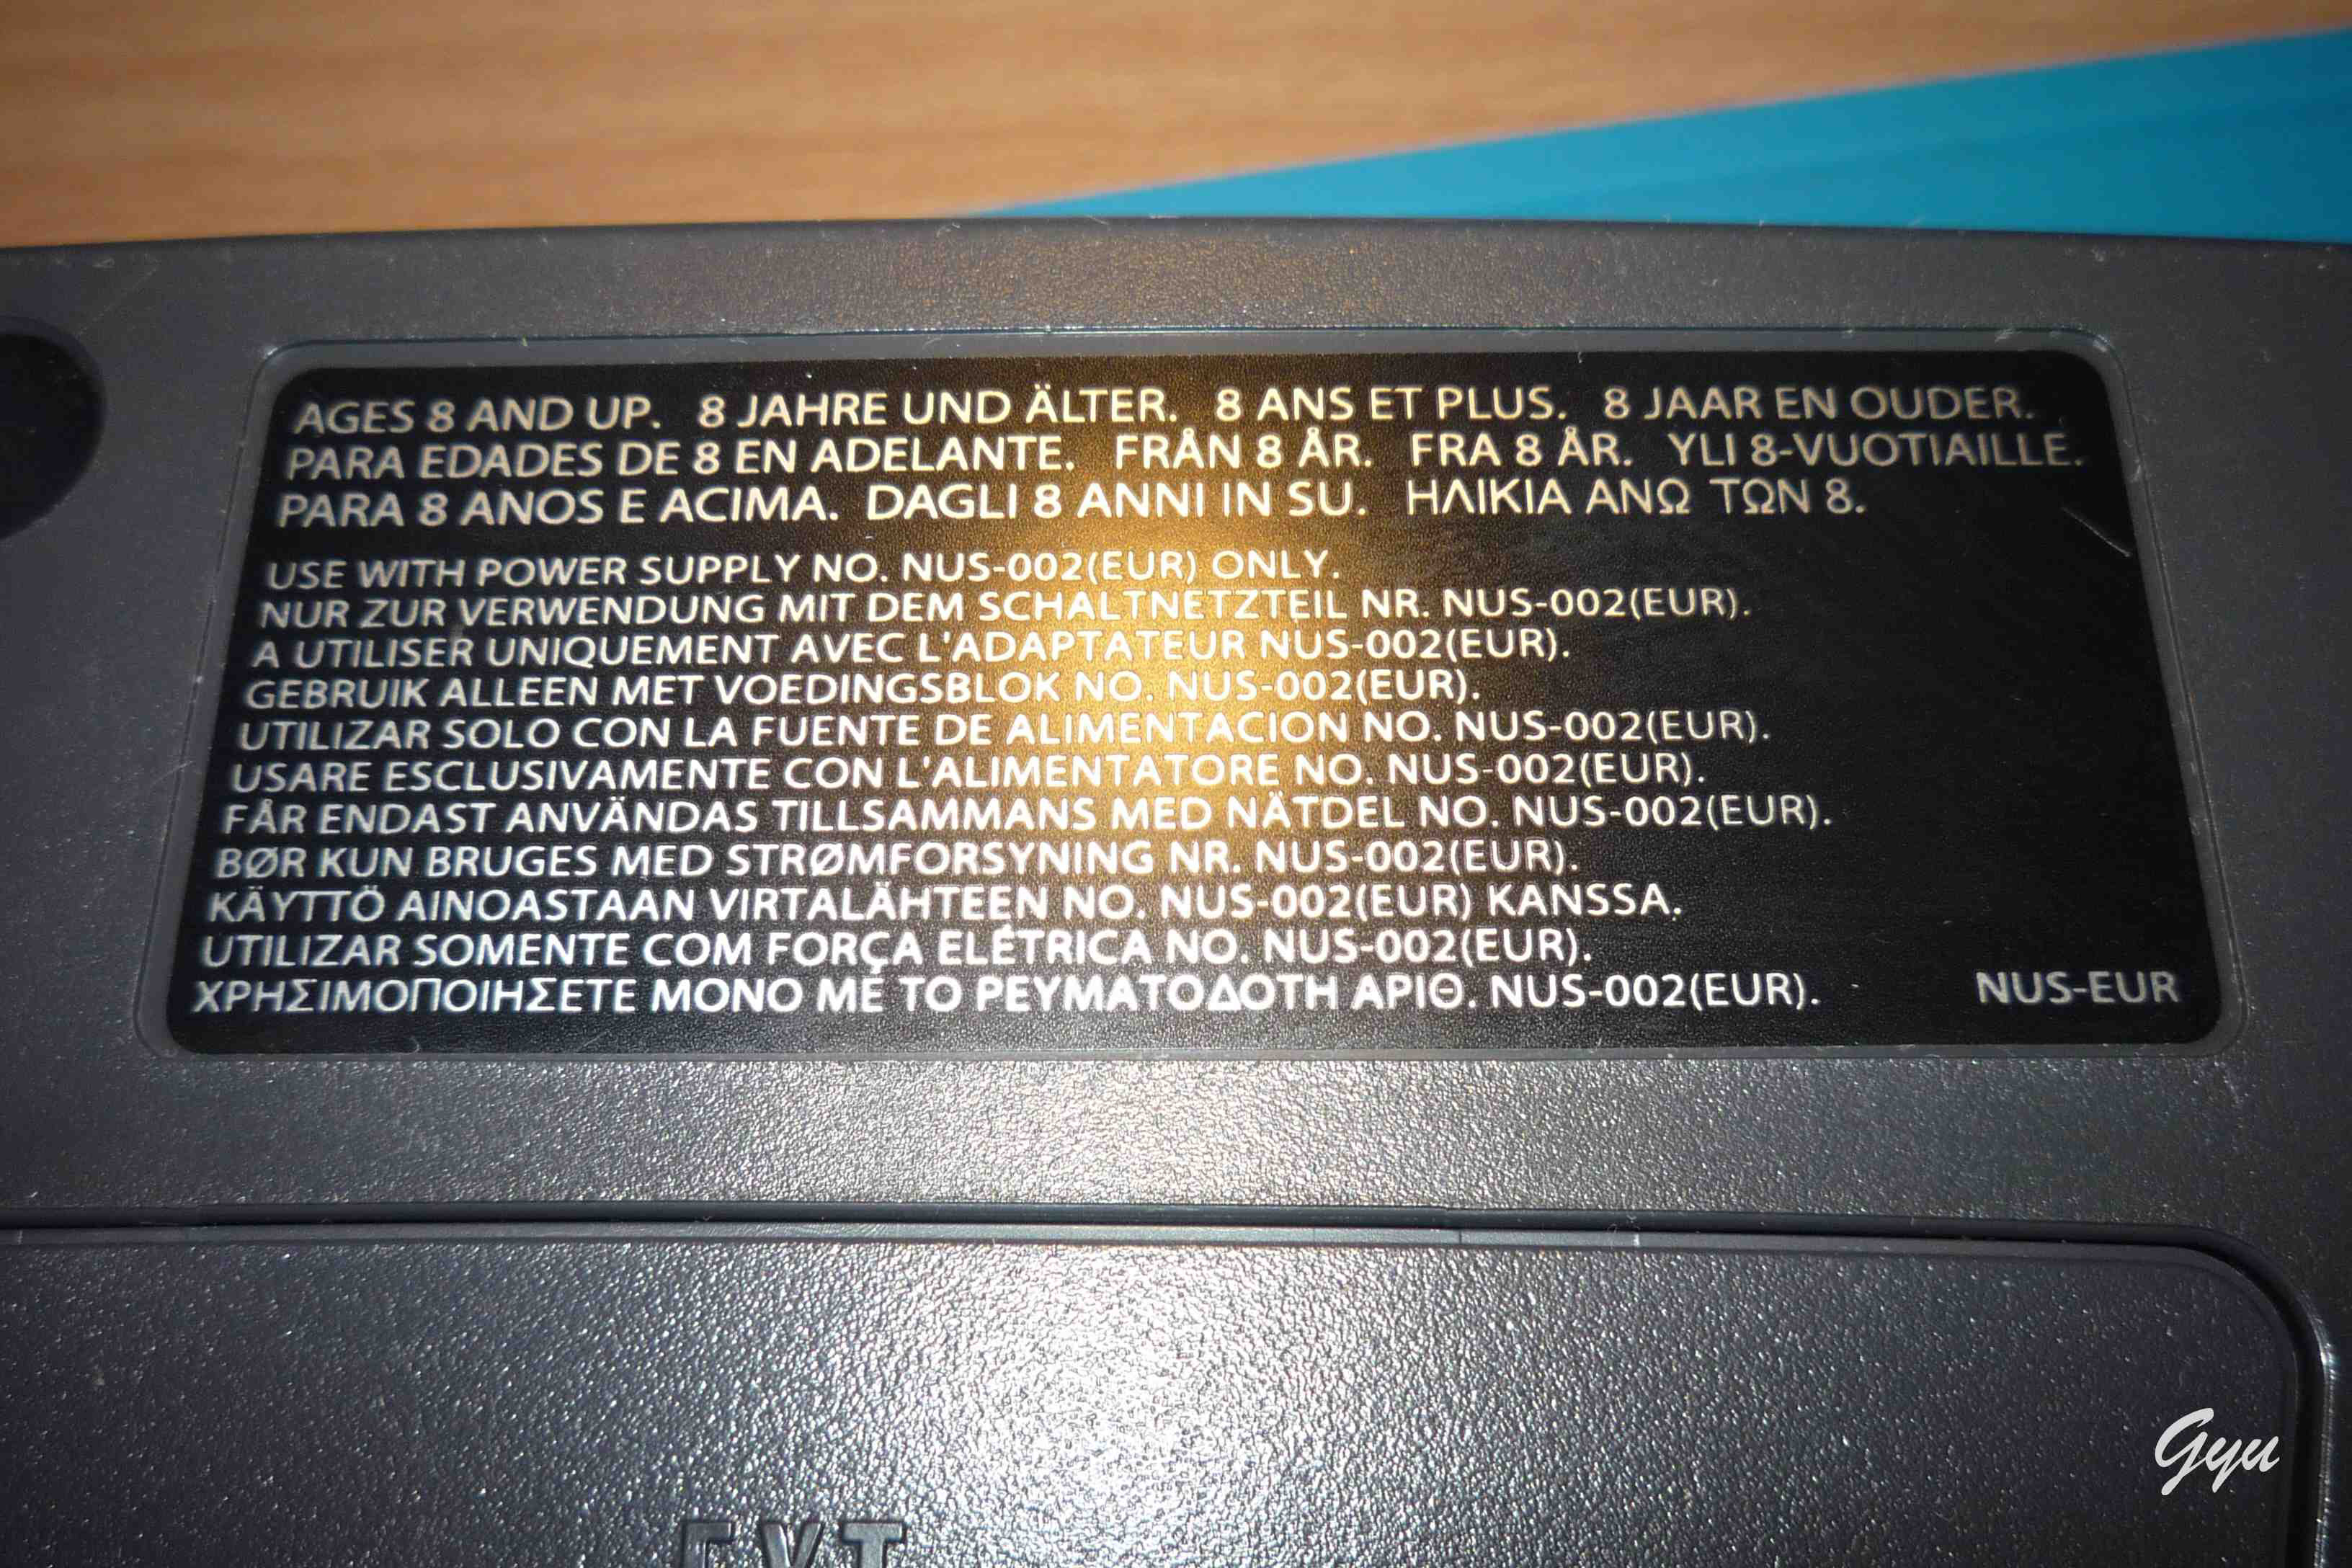 AGES 8 AND UP. 8 JAHRE UND ÄLTER. 8 ANS ET PLUS. 8 JAAR EN OUDER.
PARA EDADES DE 8 EN ADELANTE. FRÅN 8 ÅR. FRA 8 ÅR. YLI 8-VUOTIAILLE.
PARA 8 ANOS E ACIMA. DAGLI 8 ANNI IN SU. ΗΛΙΚΙΑ ΑΝΩ ΤΩΝ 8.
USE WITH POWER SUPPLY NO. NUS-002(EUR) ONLY.
NUR ZUR VERWENDUNG MIT DEM SCHALTNETZTEIL NR. NUS-002(EUR).
A UTILISER UNIQUEMENT AVEC L'ADAPTATEUR NUS-002(EUR).
GEBRUIK ALLEEN MET VOEDINGSBLOK NO. NUS-002(EUR).
UTILIZAR SOLO CON LA FUENTE DE ALIMENTACION NO. NUS-002(EUR).
USARE ESCLUSIVAMENTE CON L'ALIMENTATORE NO. NUS-002(EUR).
FÅR ENDAST ANVÄNDAS TILLSAMMANS MED NÄTDEL NO. NUS-002(EUR).
BØR KUN BRUGES MED STRØMFORSYNING NR. NUS-002(EUR).
KÄYTTÖ AINOASTAAN VIRTALÄHTEEN NO. NUS-002(EUR) KANSSA.
UTILIZAR SOMENTE COM FORÇA ELÉTRICA NO. NUS-002(EUR).
ΧΡΗΣΙΜΟΠΟΙΗΣΕΤΕ ΜΟΝΟ ΜΕ ΤΟ ΡΕΥΜΑΤΟΔΟΤΗ ΑΡΙΘ. NUS-002(EUR). NUS-EUR
EXT
Gyu